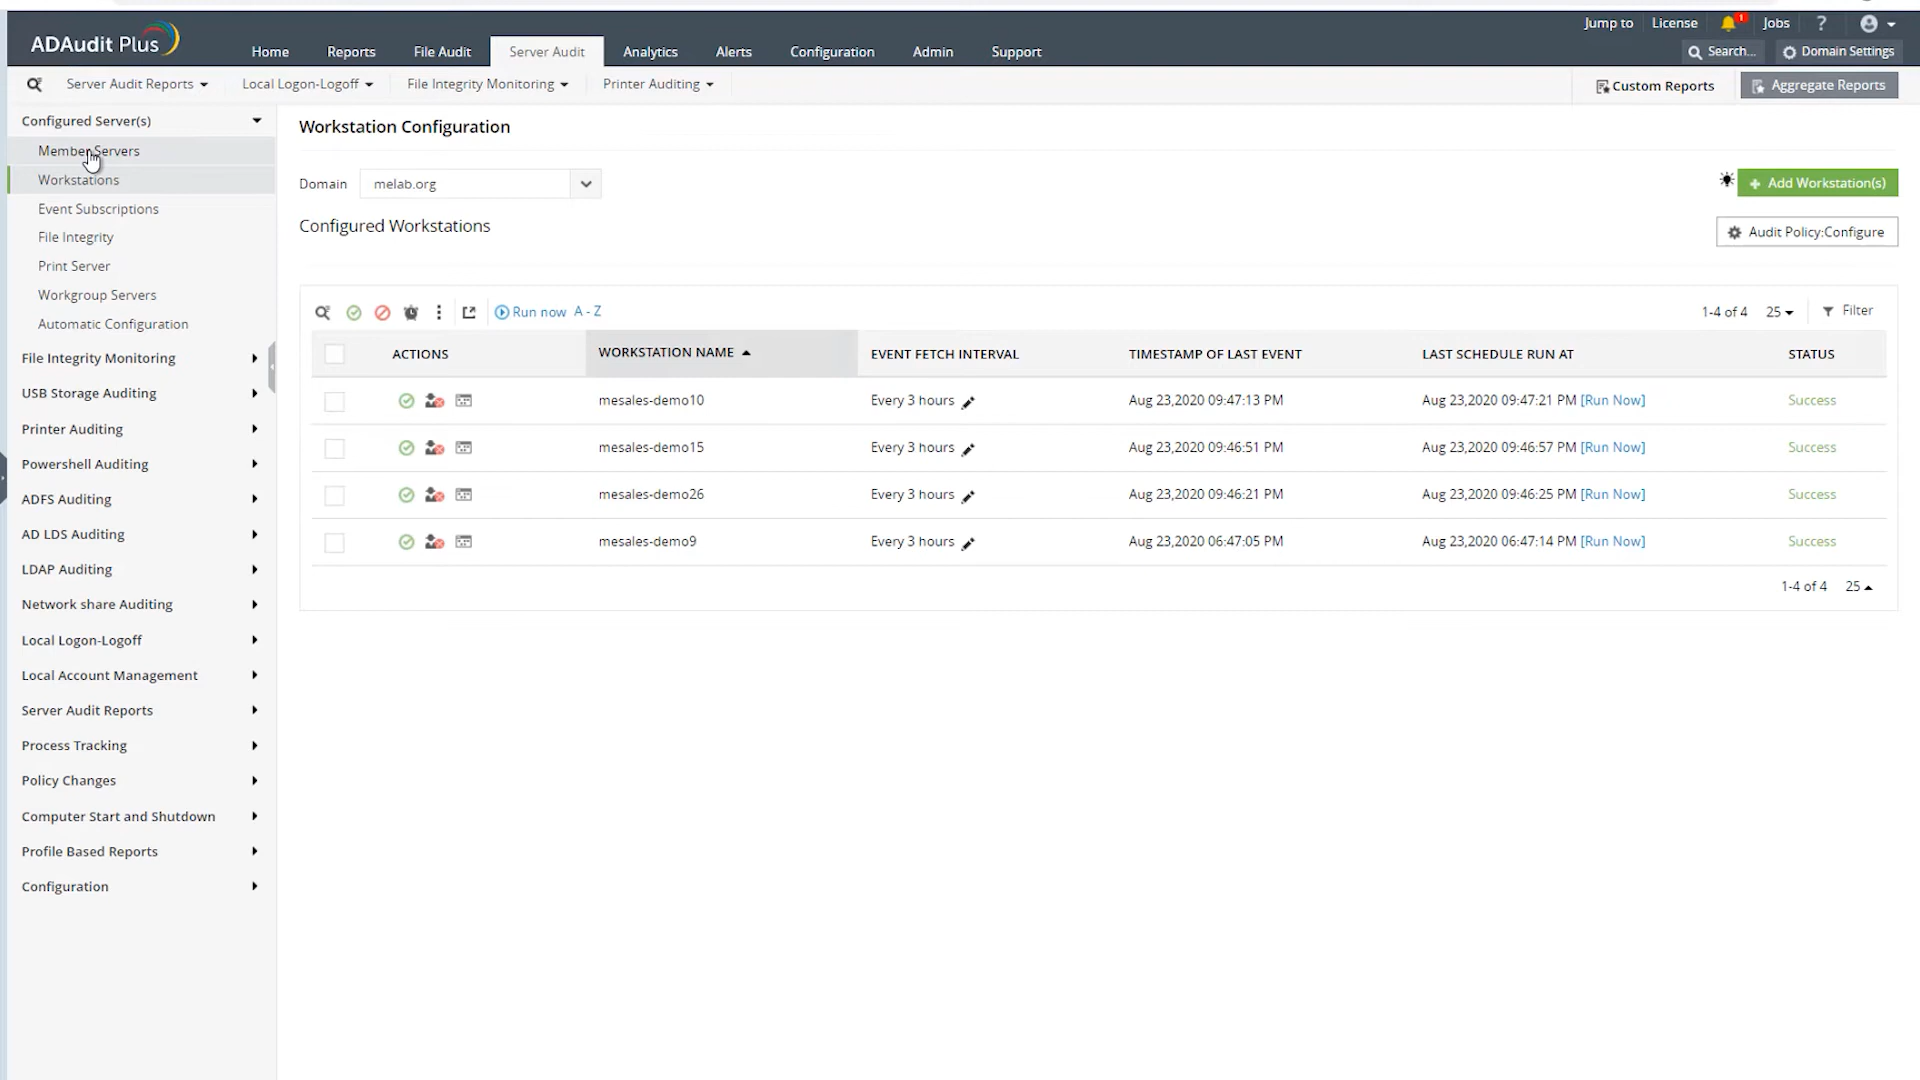 Jump to License 1 Jobs ?
ADAudit Plus
Home Reports File Audit Server Audit Analytics Alerts Configuration Admin Support
Search... Domain Settings
Server Audit Reports Local Logon-Logoff File Integrity Monitoring Printer Auditing
Custom Reports Aggregate Reports
Configured Server(s)
Member Servers
Workstations
Event Subscriptions
File Integrity
Print Server
Workgroup Servers
Automatic Configuration
File Integrity Monitoring
USB Storage Auditing
Printer Auditing
Powershell Auditing
ADFS Auditing
AD LDS Auditing
LDAP Auditing
Network share Auditing
Local Logon-Logoff
Local Account Management
Server Audit Reports
Process Tracking
Policy Changes
Computer Start and Shutdown
Profile Based Reports
Configuration
Workstation Configuration
Domain melab.org
+ Add Workstation(s)
Configured Workstations
Audit Policy:Configure
Run now A - Z
1-4 of 4 25 Filter
ACTIONS WORKSTATION NAME EVENT FETCH INTERVAL TIMESTAMP OF LAST EVENT LAST SCHEDULE RUN AT STATUS
mesales-demo10 Every 3 hours Aug 23,2020 09:47:13 PM Aug 23,2020 09:47:21 PM [Run Now] Success
mesales-demo15 Every 3 hours Aug 23,2020 09:46:51 PM Aug 23,2020 09:46:57 PM [Run Now] Success
mesales-demo26 Every 3 hours Aug 23,2020 09:46:21 PM Aug 23,2020 09:46:25 PM [Run Now] Success
mesales-demo9 Every 3 hours Aug 23,2020 06:47:05 PM Aug 23,2020 06:47:14 PM [Run Now] Success
1-4 of 4 25